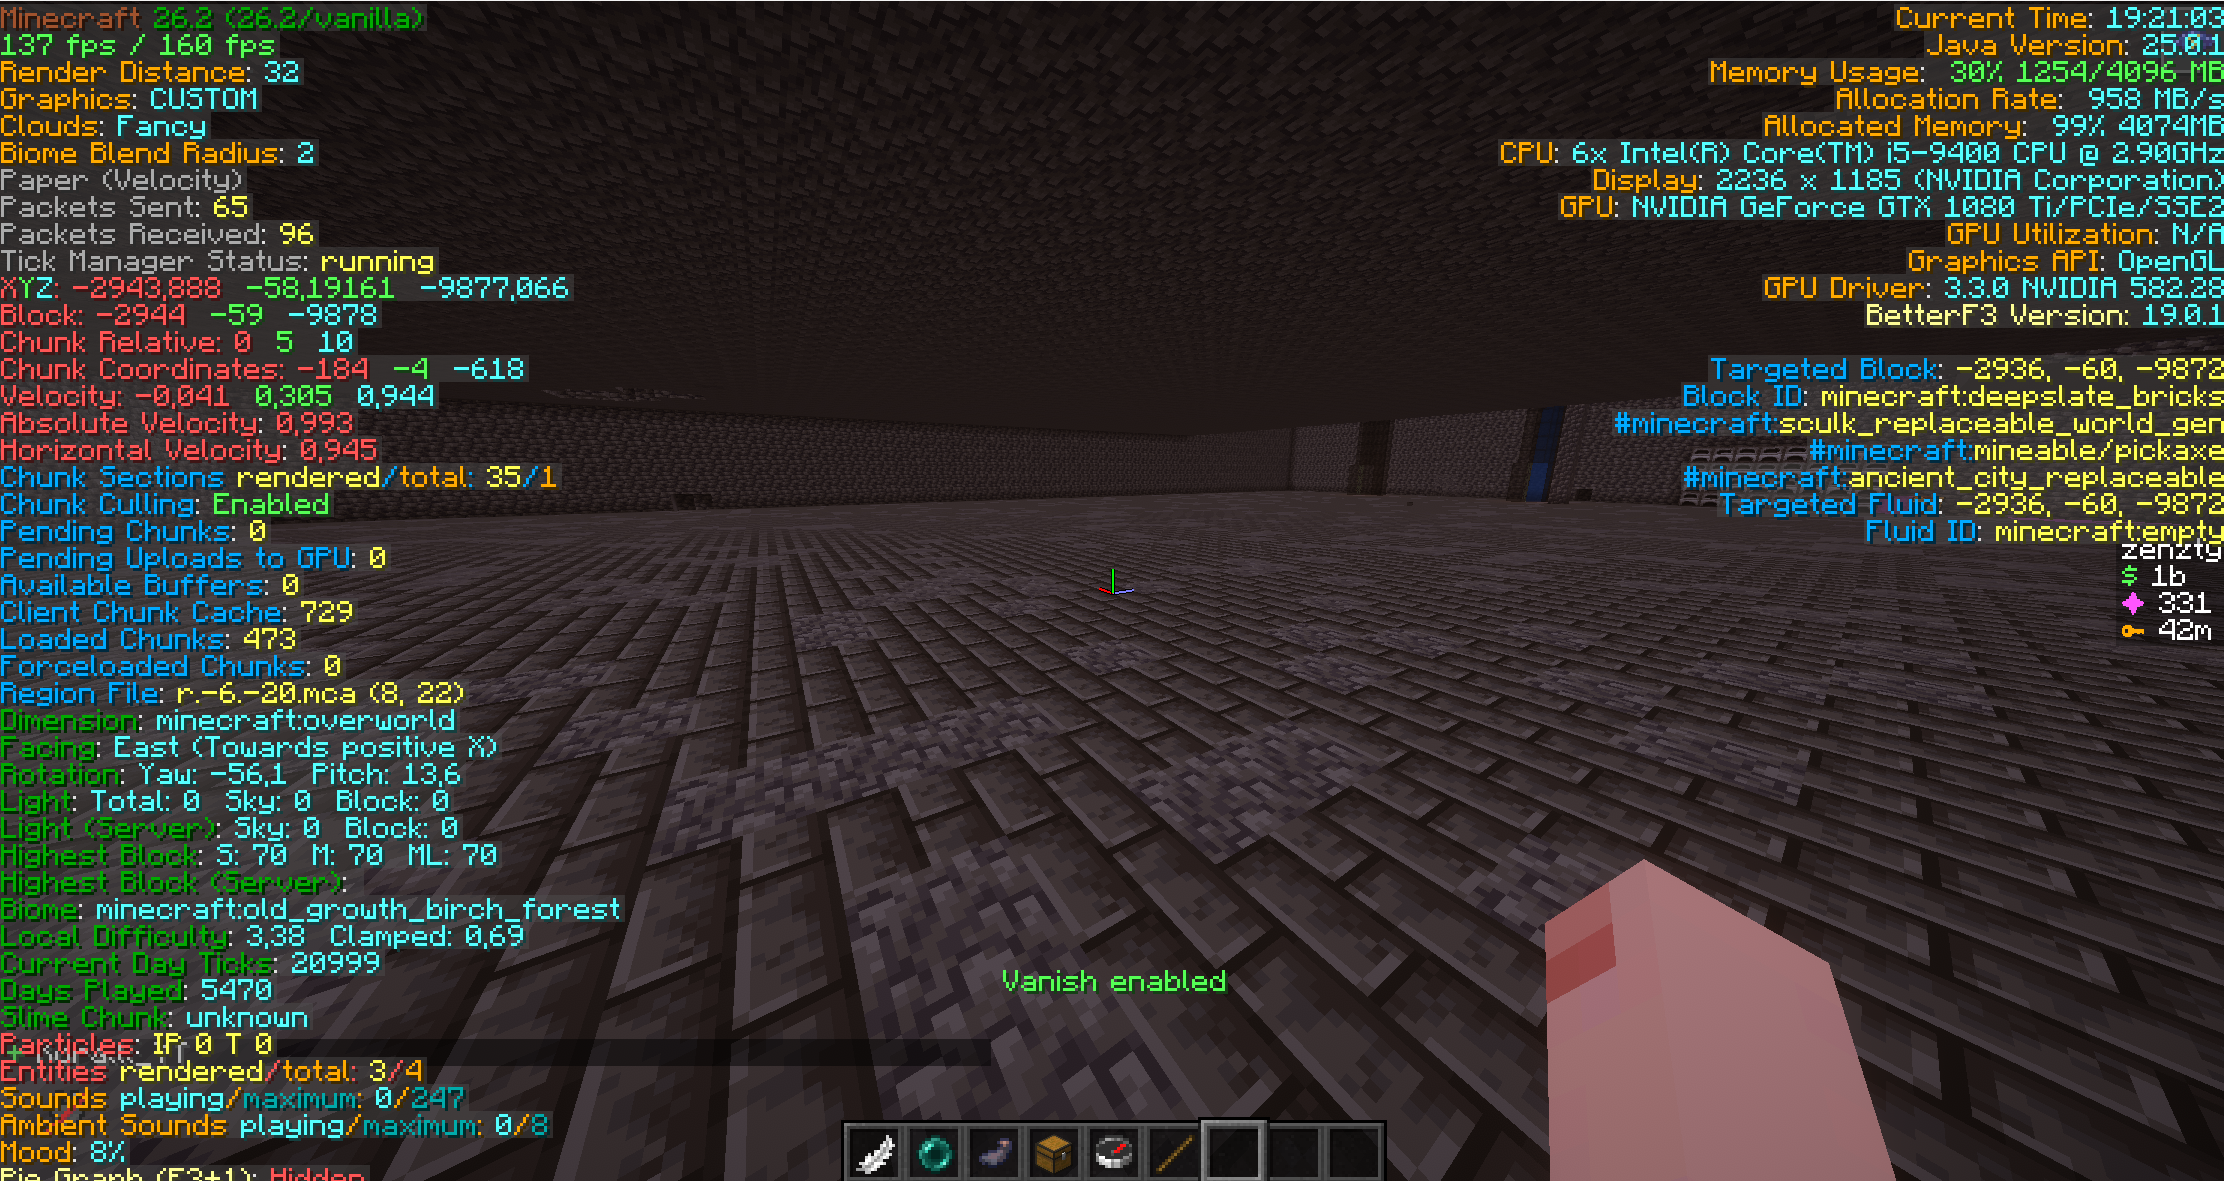 Minecraft 26.2 (26.2/vanilla)
137 fps / 160 fps
Render Distance: 32
Graphics: CUSTOM
Clouds: Fancy
Biome Blend Radius: 2
Paper (Velocity)
Packets Sent: 65
Packets Received: 96
Tick Manager Status: running
XYZ: -2943,888 -58,19161 -9877,066
Block: -2944 -59 -9878
Chunk Relative: 0 5 10
Chunk Coordinates: -184 -4 -618
Velocity: -0,041 0,305 0,944
Absolute Velocity: 0,993
Horizontal Velocity: 0,945
Chunk Sections rendered/total: 35/1
Chunk Culling: Enabled
Pending Chunks: 0
Pending Uploads to GPU: 0
Available Buffers: 0
Client Chunk Cache: 729
Loaded Chunks: 473
Forceloaded Chunks: 0
Region File: r.-6.-20.mca (8, 22)
Dimension: minecraft:overworld
Facing: East (Towards positive X)
Rotation: Yaw: -56,1 Pitch: 13,6
Light: Total: 0 Sky: 0 Block: 0
Light (Server): Sky: 0 Block: 0
Highest Block: S: 70 M: 70 ML: 70
Highest Block (Server):
Biome: minecraft:old_growth_birch_forest
Local Difficulty: 3,38 Clamped: 0,69
Current Day Ticks: 20999
Days Played: 5470
Slime Chunk: unknown
Particles: IP 0 T 0
Entities rendered/total: 3/4
Sounds playing/maximum: 0/247
Ambient Sounds playing/maximum: 0/8
Mood: 8%
Pie Graph (F3+1): Hidden
Current Time: 19:21:03
Java Version: 25.0.1
Memory Usage: 30% 1254/4096 MB
Allocation Rate: 958 MB/s
Allocated Memory: 99% 4074MB
CPU: 6x Intel(R) Core(TM) i5-9400 CPU @ 2.90GHz
Display: 2236 x 1185 (NVIDIA Corporation)
GPU: NVIDIA GeForce GTX 1080 Ti/PCIe/SSE2
GPU Utilization: N/A
Graphics API: OpenGL
GPU Driver: 3.3.0 NVIDIA 582.28
BetterF3 Version: 19.0.1
Targeted Block: -2936, -60, -9872
Block ID: minecraft:deepslate_bricks
#minecraft:sculk_replaceable_world_gen
#minecraft:mineable/pickaxe
#minecraft:ancient_city_replaceable
Targeted Fluid: -2936, -60, -9872
Fluid ID: minecraft:empty
zenzty
$ 1b
331
42m
Vanish enabled